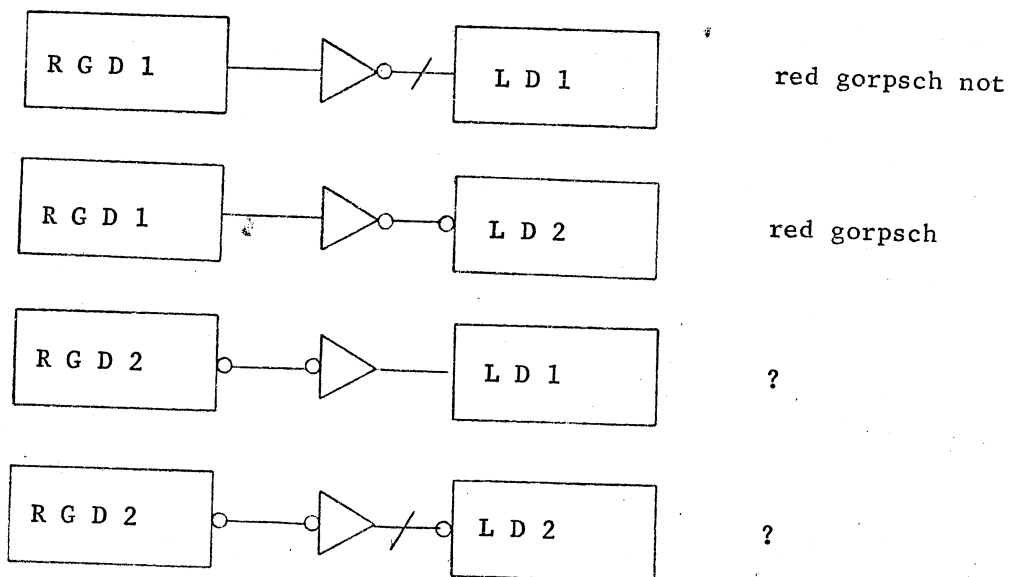 R G D 1 L D 1 red gorpsch not
R G D 1 L D 2 red gorpsch
R G D 2 L D 1 ?
R G D 2 L D 2 ?